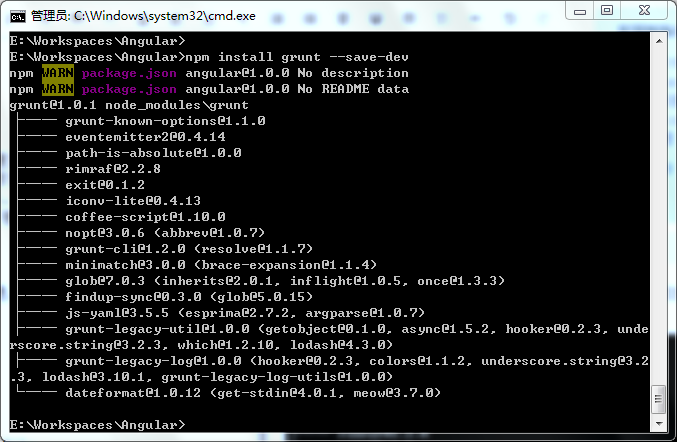 管理员: C:\Windows\system32\cmd.exe
E:\Workspaces\Angular>
E:\Workspaces\Angular>npm install grunt --save-dev
npm WARN package.json angular@1.0.0 No description
npm WARN package.json angular@1.0.0 No README data
grunt@1.0.1 node_modules\grunt
├── grunt-known-options@1.1.0
├── eventemitter2@0.4.14
├── path-is-absolute@1.0.0
├── rimraf@2.2.8
├── exit@0.1.2
├── iconv-lite@0.4.13
├── coffee-script@1.10.0
├── nopt@3.0.6 (abbrev@1.0.7)
├── grunt-cli@1.2.0 (resolve@1.1.7)
├── minimatch@3.0.0 (brace-expansion@1.1.4)
├── glob@7.0.3 (inherits@2.0.1, inflight@1.0.5, once@1.3.3)
├── findup-sync@0.3.0 (glob@5.0.15)
├── js-yaml@3.5.5 (esprima@2.7.2, argparse@1.0.7)
├── grunt-legacy-util@1.0.0 (getobject@0.1.0, async@1.5.2, hooker@0.2.3, unde
rscore.string@3.2.3, which@1.2.10, lodash@4.3.0)
├── grunt-legacy-log@1.0.0 (hooker@0.2.3, colors@1.1.2, underscore.string@3.2
.3, lodash@3.10.1, grunt-legacy-log-utils@1.0.0)
└── dateformat@1.0.12 (get-stdin@4.0.1, meow@3.7.0)
E:\Workspaces\Angular>